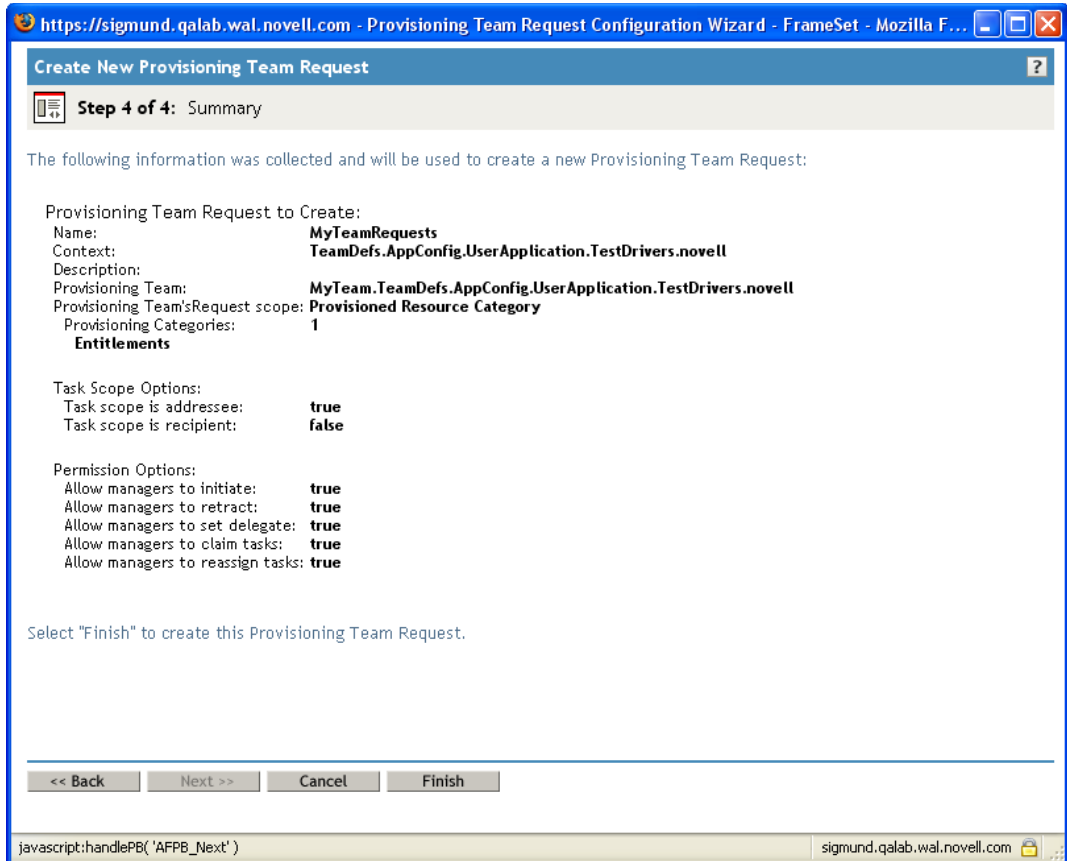 https://sigmund.qalab.wal.novell.com - Provisioning Team Request Configuration Wizard - FrameSet - Mozilla F...
Create New Provisioning Team Request
?
Step 4 of 4: Summary
The following information was collected and will be used to create a new Provisioning Team Request:
Provisioning Team Request to Create:
Name: MyTeamRequests
Context: TeamDefs.AppConfig.UserApplication.TestDrivers.novell
Description:
Provisioning Team: MyTeam.TeamDefs.AppConfig.UserApplication.TestDrivers.novell
Provisioning Team'sRequest scope: Provisioned Resource Category
Provisioning Categories: 1
Entitlements
Task Scope Options:
Task scope is addressee: true
Task scope is recipient: false
Permission Options:
Allow managers to initiate: true
Allow managers to retract: true
Allow managers to set delegate: true
Allow managers to claim tasks: true
Allow managers to reassign tasks: true
Select "Finish" to create this Provisioning Team Request.
<< Back Next >> Cancel Finish
javascript:handlePB( 'AFPB_Next' ) sigmund.qalab.wal.novell.com